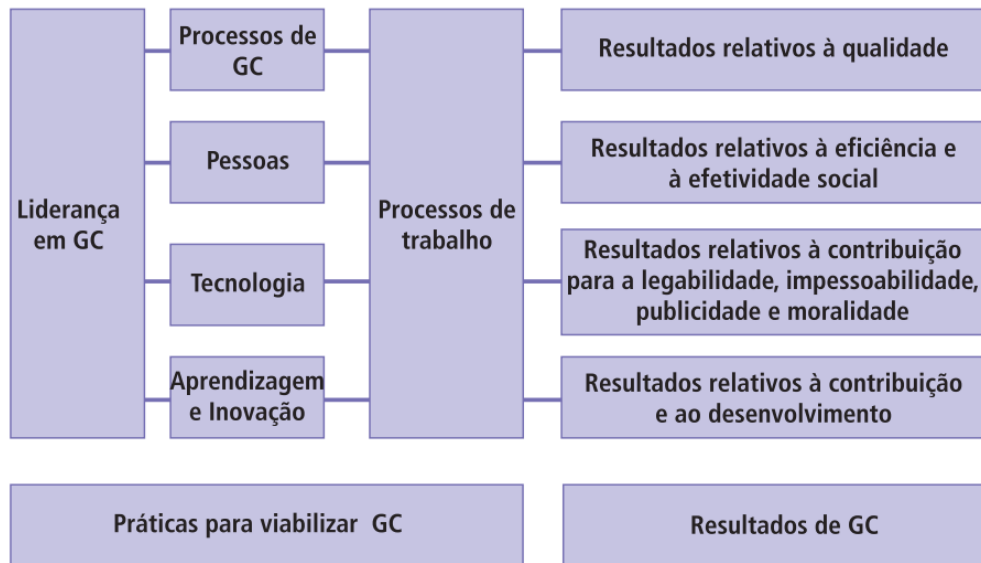 Liderança
em GC
Processos de
GC
Pessoas
Tecnologia
Aprendizagem
e Inovação
Processos de
trabalho
Resultados relativos à qualidade
Resultados relativos à eficiência e
à efetividade social
Resultados relativos à contribuição
para a legabilidade, impessoabilidade,
publicidade e moralidade
Resultados relativos à contribuição
e ao desenvolvimento
Práticas para viabilizar GC
Resultados de GC